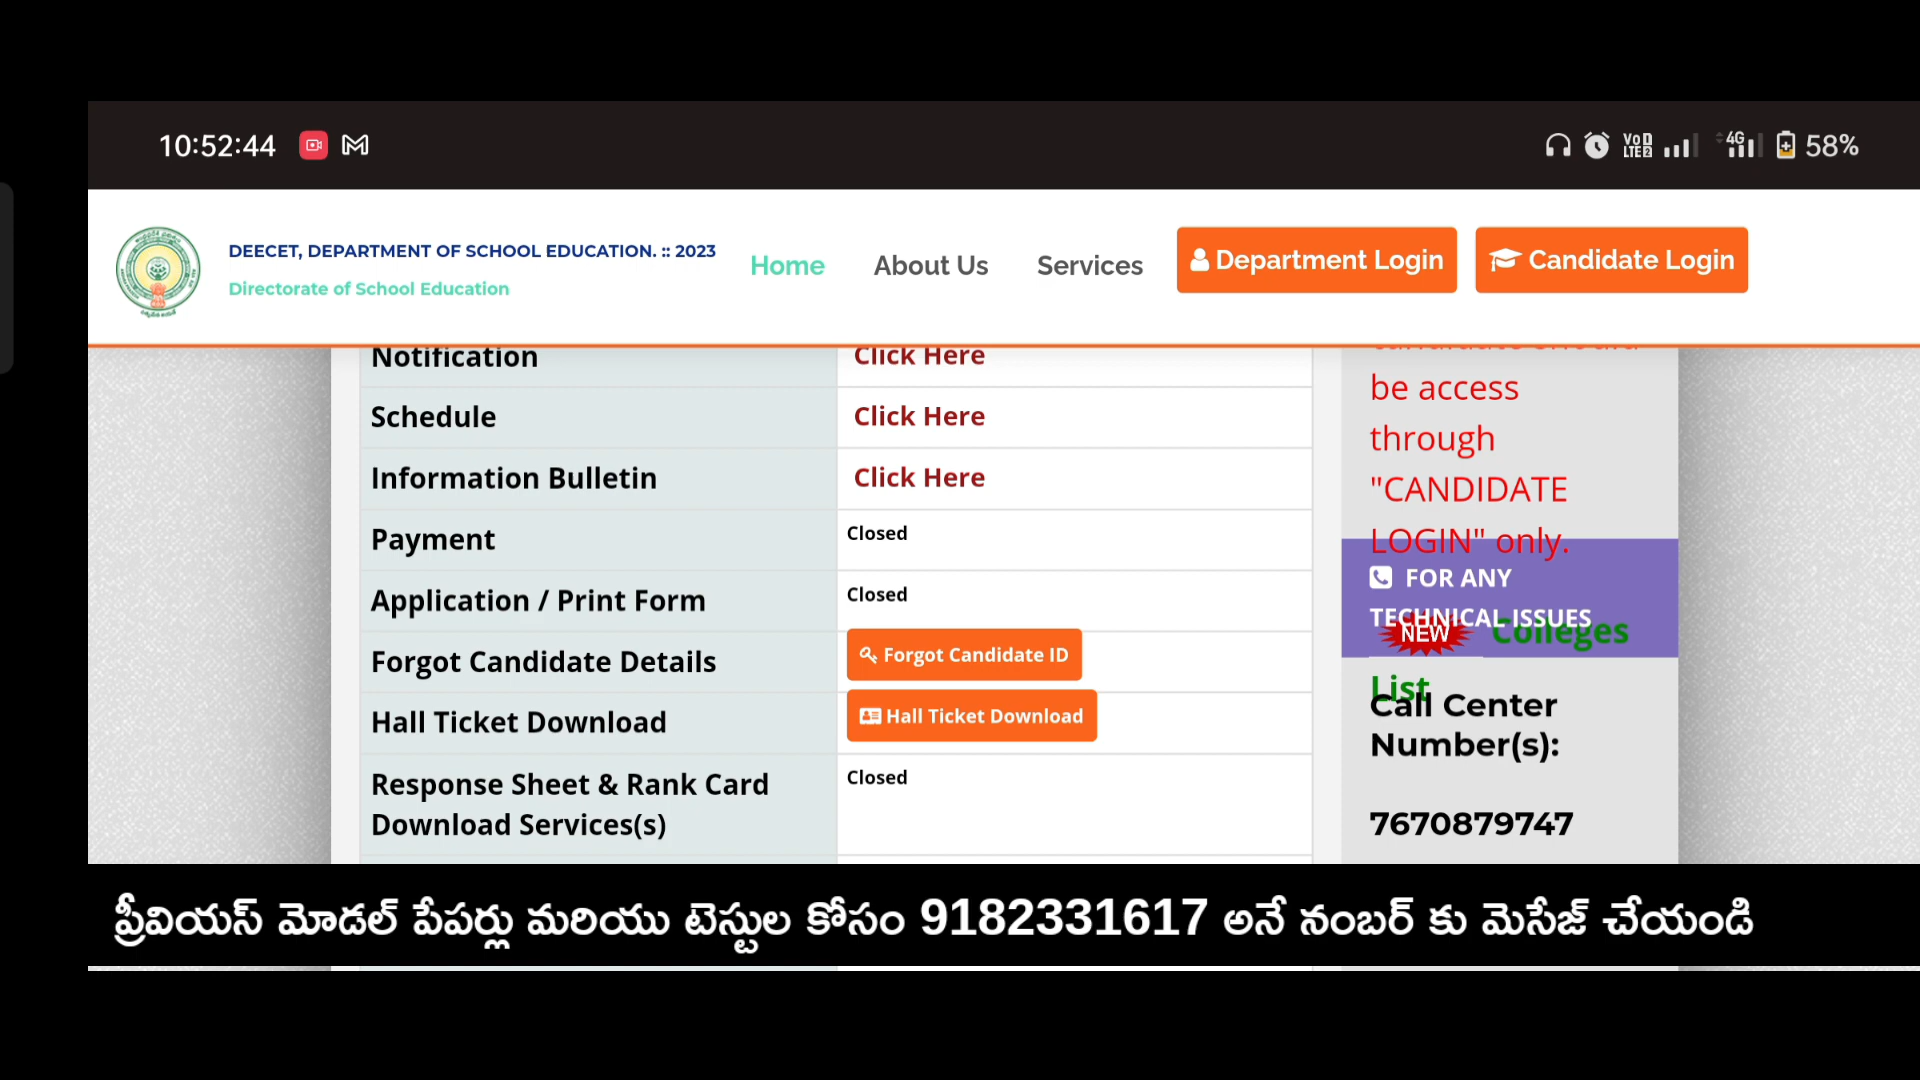 10:52:44
VoD LTE2 4G 58%
DEECET, DEPARTMENT OF SCHOOL EDUCATION. :: 2023
Directorate of School Education
Home
About Us
Services
Department Login
Candidate Login
Notification Click Here
Schedule Click Here
Information Bulletin Click Here
Payment Closed
Application / Print Form Closed
Forgot Candidate Details Forgot Candidate ID
Hall Ticket Download Hall Ticket Download
Response Sheet & Rank Card Closed
Download Services(s)
be access
through
"CANDIDATE
LOGIN" only.
FOR ANY
TECHNICAL ISSUES
NEW Colleges
List
Call Center
Number(s):
7670879747
ప్రీవియస్ మోడల్ పేపర్లు మరియు టెస్టుల కోసం 9182331617 అనే నంబర్ కు మెసేజ్ చేయండి